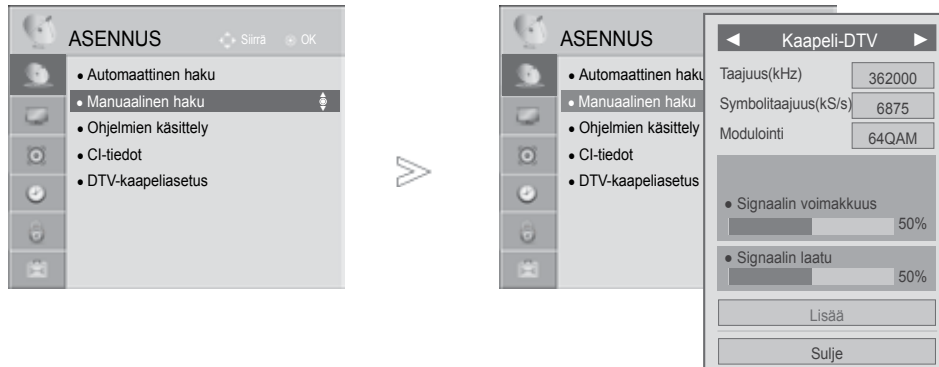 ASENNUS
Siirrä OK
• Automaattinen haku
• Manuaalinen haku
• Ohjelmien käsittely
• CI-tiedot
• DTV-kaapeliasetus
ASENNUS
• Automaattinen haku
• Manuaalinen haku
• Ohjelmien käsittely
• CI-tiedot
• DTV-kaapeliasetus
◄ Kaapeli-DTV ►
Taajuus(kHz) 362000
Symbolitaajuus(kS/s) 6875
Modulointi 64QAM
• Signaalin voimakkuus
50%
• Signaalin laatu
50%
Lisää
Sulje